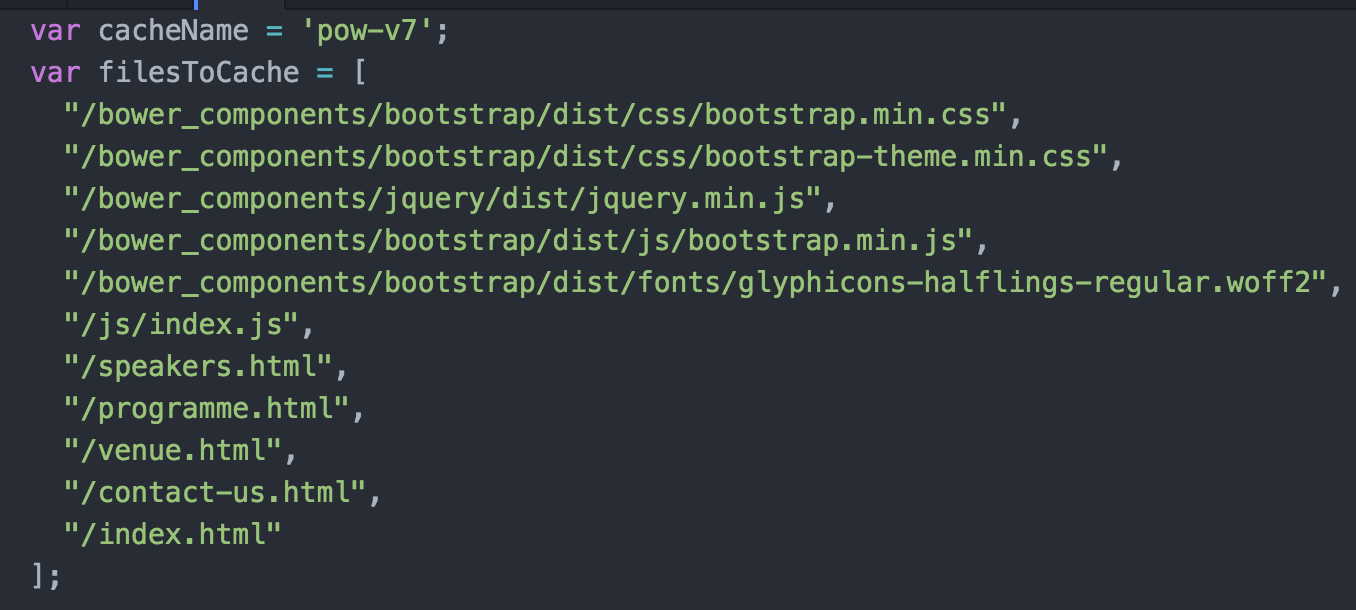 var cacheName = 'pow-v7';
var filesToCache = [
  "/bower_components/bootstrap/dist/css/bootstrap.min.css",
  "/bower_components/bootstrap/dist/css/bootstrap-theme.min.css",
  "/bower_components/jquery/dist/jquery.min.js",
  "/bower_components/bootstrap/dist/js/bootstrap.min.js",
  "/bower_components/bootstrap/dist/fonts/glyphicons-halflings-regular.woff2",
  "/js/index.js",
  "/speakers.html",
  "/programme.html",
  "/venue.html",
  "/contact-us.html",
  "/index.html"
];